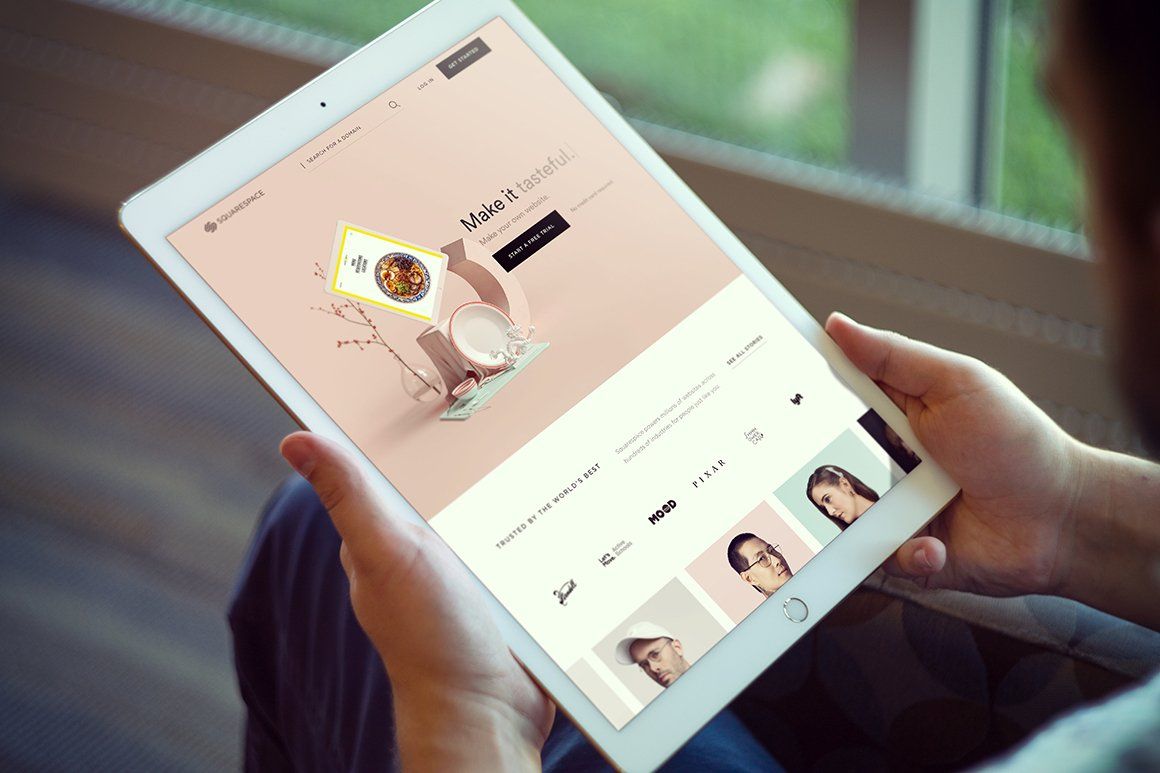 SQUARESPACE
SEARCH FOR A DOMAIN
LOG IN
GET STARTED
Make it tasteful.
Make your own website.
START A FREE TRIAL
No credit card required.
TRUSTED BY THE WORLD'S BEST
Squarespace powers millions of websites across
hundreds of industries for people just like you.
SEE ALL STORIES
Let's Active
Move. Schools
MOOD
PIXAR
lyft